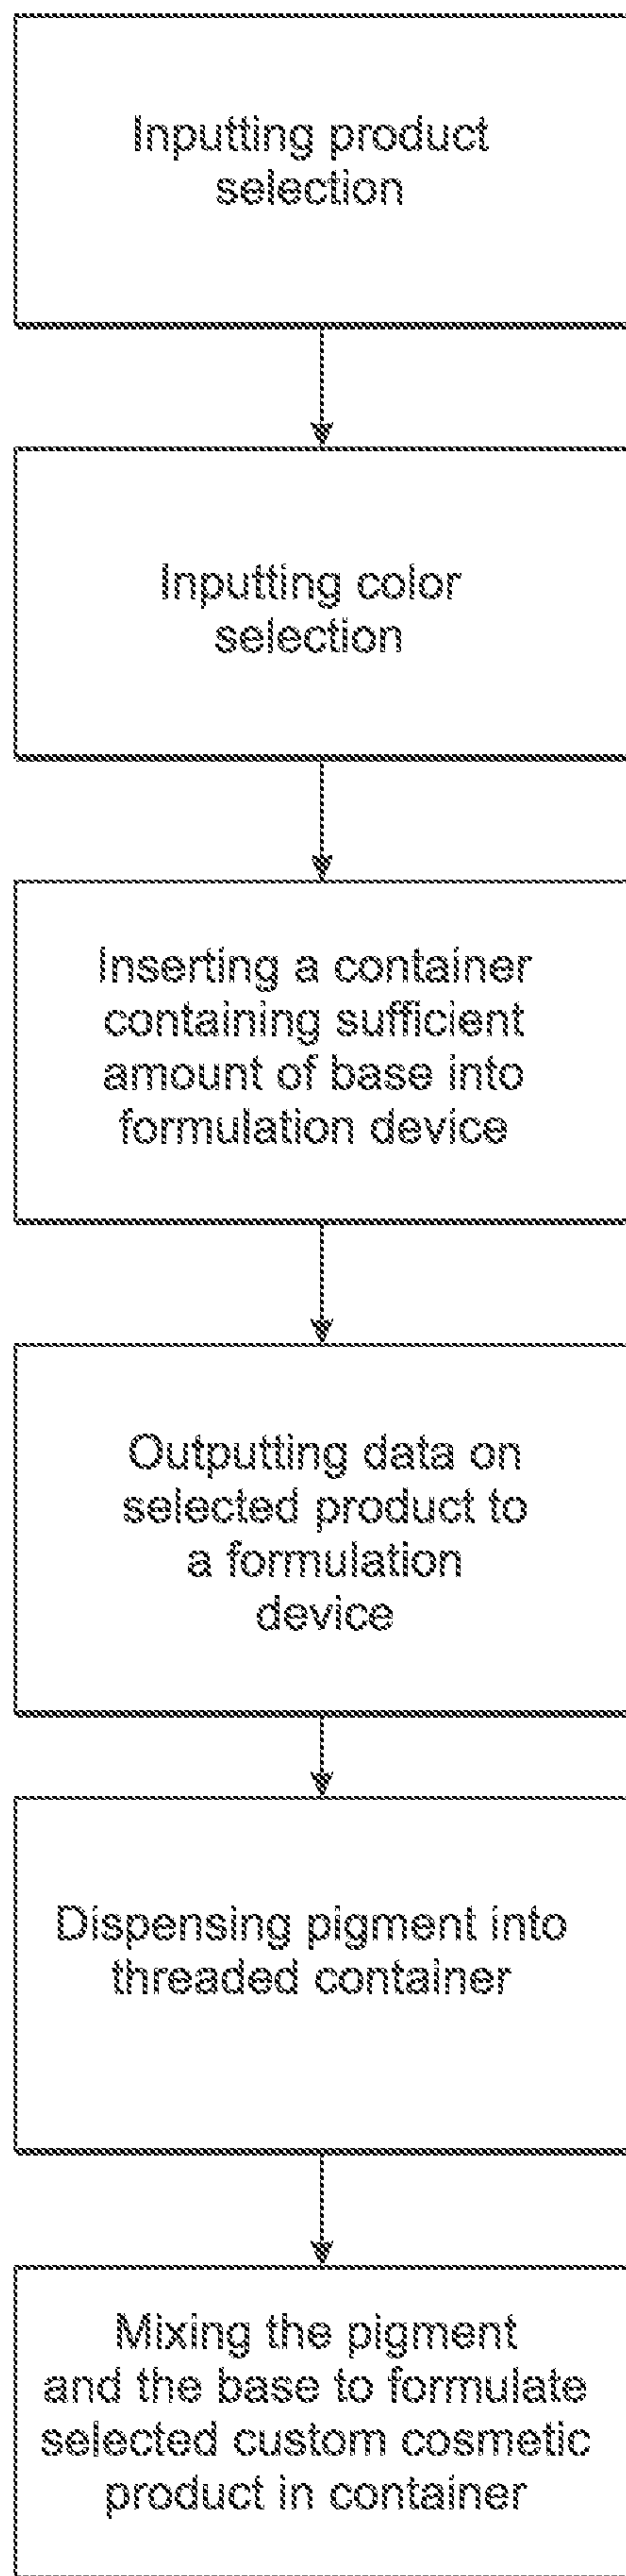 Inputting product
selection
Inputting color
selection
Inserting a container
containing sufficient
amount of base into
formulation device
Outputting data on
selected product to
a formulation
device
Dispensing pigment into
threaded container
Mixing the pigment
and the base to formulate
selected custom cosmetic
product in container